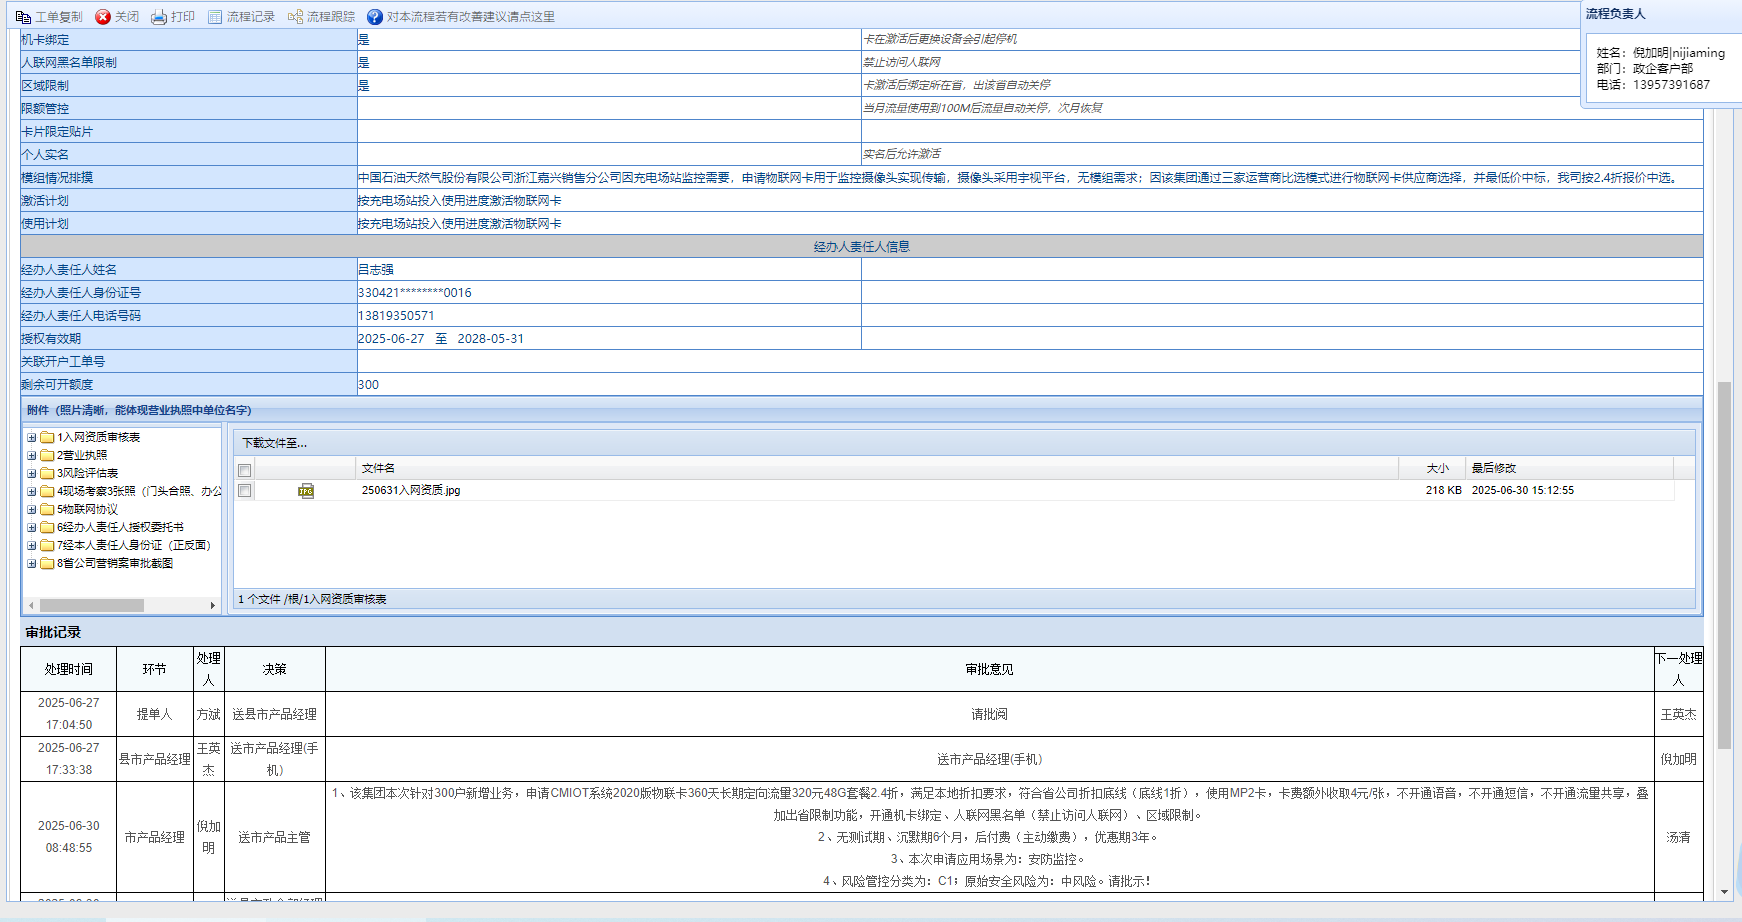 工单复制 关闭 打印 流程记录 流程跟踪 对本流程若有改善建议请点这里
流程负责人
姓名：倪加明|nijiaming
部门：政企客户部
电话：13957391687
机卡绑定 是 卡在激活后更换设备会引起停机
人联网黑名单限制 是 禁止访问人联网
区域限制 是 卡激活后绑定所在省，出该省自动关停
限额管控 当月流量使用到100M后流量自动关停，次月恢复
卡片限定贴片
个人实名 实名后允许激活
模组情况排摸 中国石油天然气股份有限公司浙江嘉兴销售分公司因充电场站监控需要，申请物联网卡用于监控摄像头实现传输，摄像头采用宇视平台，无模组需求；因该集团通过三家运营商比选模式进行物联网卡供应商选择，并最低价中标，我司按2.4折报价中选。
激活计划 按充电场站投入使用进度激活物联网卡
使用计划 按充电场站投入使用进度激活物联网卡
经办人责任人信息
经办人责任人姓名 吕志强
经办人责任人身份证号 330421********0016
经办人责任人电话号码 13819350571
授权有效期 2025-06-27 至 2028-05-31
关联开户工单号
剩余可开额度 300
附件（照片清晰，能体现营业执照中单位名字）
1入网资质审核表
2营业执照
3风险评估表
4现场考察3张照（门头合照、办公
5物联网协议
6经办人责任人授权委托书
7经本人责任人身份证（正反面）
8省公司营销案审批截图
下载文件至...
文件名 大小 最后修改
JPG 250631入网资质.jpg 218 KB 2025-06-30 15:12:55
1 个文件 /根/1入网资质审核表
审批记录
处理时间 环节 处理人 决策 审批意见 下一处理人
2025-06-27 17:04:50 提单人 方斌 送县市产品经理 请批阅 王英杰
2025-06-27 17:33:38 县市产品经理 王英杰 送市产品经理(手机) 送市产品经理(手机) 倪加明
2025-06-30 08:48:55 市产品经理 倪加明 送市产品主管
1、该集团本次针对300户新增业务，申请CMIOT系统2020版物联卡360天长期定向流量320元48G套餐2.4折，满足本地折扣要求，符合省公司折扣底线（底线1折），使用MP2卡，卡费额外收取4元/张，不开通语音，不开通短信，不开通流量共享，叠
加出省限制功能，开通机卡绑定、人联网黑名单（禁止访问人联网）、区域限制。
2、无测试期、沉默期6个月，后付费（主动缴费），优惠期3年。
3、本次申请应用场景为：安防监控。
4、风险管控分类为：C1；原始安全风险为：中风险。请批示！
汤清